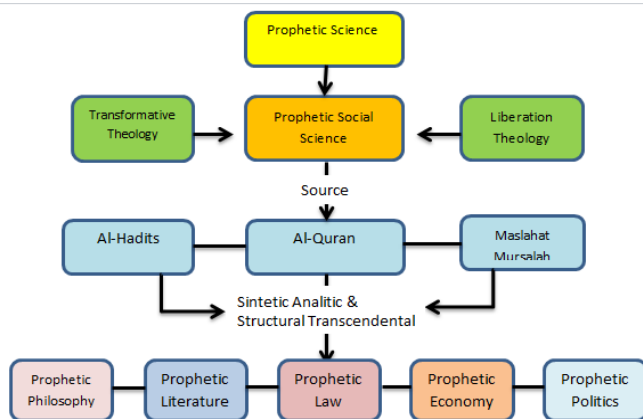 Prophetic Science
Transformative
Theology
Prophetic Social
Science
Liberation
Theology
Source
Al-Hadits
Al-Quran
Maslahat
Mursalah
Sintetic Analitic &
Structural Transcendental
Prophetic
Philosophy
Prophetic
Literature
Prophetic
Law
Prophetic
Economy
Prophetic
Politics